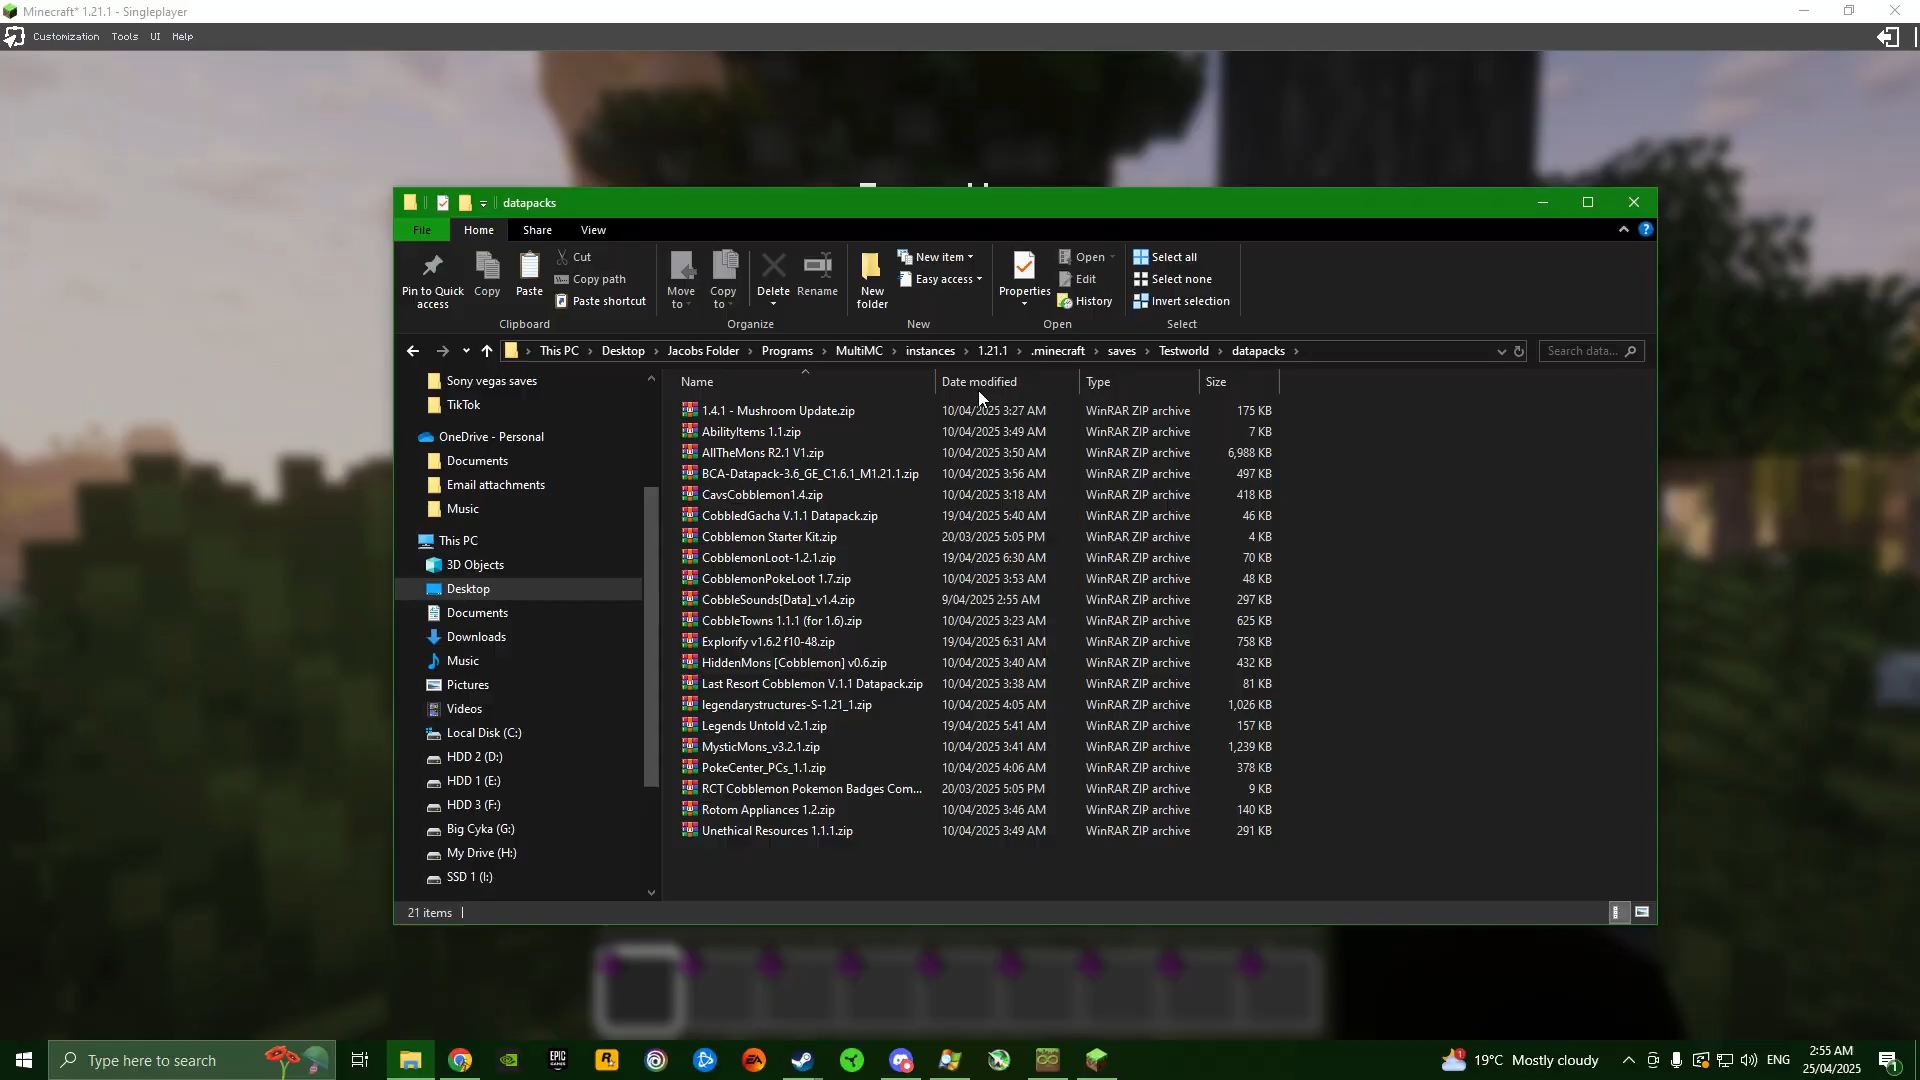 Minecraft* 1.21.1 - Singleplayer
Customization Tools UI Help
datapacks
File Home Share View
Pin to Quick access
Copy
Paste
Cut
Copy path
Paste shortcut
Clipboard
Move to
Copy to
Delete
Rename
Organize
New folder
New item
Easy access
New
Properties
Open
Edit
History
Open
Select all
Select none
Invert selection
Select
This PC > Desktop > Jacobs Folder > Programs > MultiMC > instances > 1.21.1 > .minecraft > saves > Testworld > datapacks >
Search data...
Sony vegas saves
TikTok
OneDrive - Personal
Documents
Email attachments
Music
This PC
3D Objects
Desktop
Documents
Downloads
Music
Pictures
Videos
Local Disk (C:)
HDD 2 (D:)
HDD 1 (E:)
HDD 3 (F:)
Big Cyka (G:)
My Drive (H:)
SSD 1 (I:)
Name Date modified Type Size
1.4.1 - Mushroom Update.zip 10/04/2025 3:27 AM WinRAR ZIP archive 175 KB
AbilityItems 1.1.zip 10/04/2025 3:49 AM WinRAR ZIP archive 7 KB
AllTheMons R2.1 V1.zip 10/04/2025 3:50 AM WinRAR ZIP archive 6,988 KB
BCA-Datapack-3.6_GE_C1.6.1_M1.21.1.zip 10/04/2025 3:56 AM WinRAR ZIP archive 497 KB
CavsCobblemon1.4.zip 10/04/2025 3:18 AM WinRAR ZIP archive 418 KB
CobbledGacha V.1.1 Datapack.zip 19/04/2025 5:40 AM WinRAR ZIP archive 46 KB
Cobblemon Starter Kit.zip 20/03/2025 5:05 PM WinRAR ZIP archive 4 KB
CobblemonLoot-1.2.1.zip 19/04/2025 6:30 AM WinRAR ZIP archive 70 KB
CobblemonPokeLoot 1.7.zip 10/04/2025 3:53 AM WinRAR ZIP archive 48 KB
CobbleSounds[Data]_v1.4.zip 9/04/2025 2:55 AM WinRAR ZIP archive 297 KB
CobbleTowns 1.1.1 (for 1.6).zip 10/04/2025 3:23 AM WinRAR ZIP archive 625 KB
Explorify v1.6.2 f10-48.zip 19/04/2025 6:31 AM WinRAR ZIP archive 758 KB
HiddenMons [Cobblemon] v0.6.zip 10/04/2025 3:40 AM WinRAR ZIP archive 432 KB
Last Resort Cobblemon V.1.1 Datapack.zip 10/04/2025 3:38 AM WinRAR ZIP archive 81 KB
legendarystructures-S-1.21_1.zip 10/04/2025 4:05 AM WinRAR ZIP archive 1,026 KB
Legends Untold v2.1.zip 19/04/2025 5:41 AM WinRAR ZIP archive 157 KB
MysticMons_v3.2.1.zip 10/04/2025 3:41 AM WinRAR ZIP archive 1,239 KB
PokeCenter_PCs_1.1.zip 10/04/2025 4:06 AM WinRAR ZIP archive 378 KB
RCT Cobblemon Pokemon Badges Com... 20/03/2025 5:05 PM WinRAR ZIP archive 9 KB
Rotom Appliances 1.2.zip 10/04/2025 3:46 AM WinRAR ZIP archive 140 KB
Unethical Resources 1.1.1.zip 10/04/2025 3:49 AM WinRAR ZIP archive 291 KB
21 items
Type here to search
EPIC GAMES
19°C Mostly cloudy
ENG
2:55 AM
25/04/2025